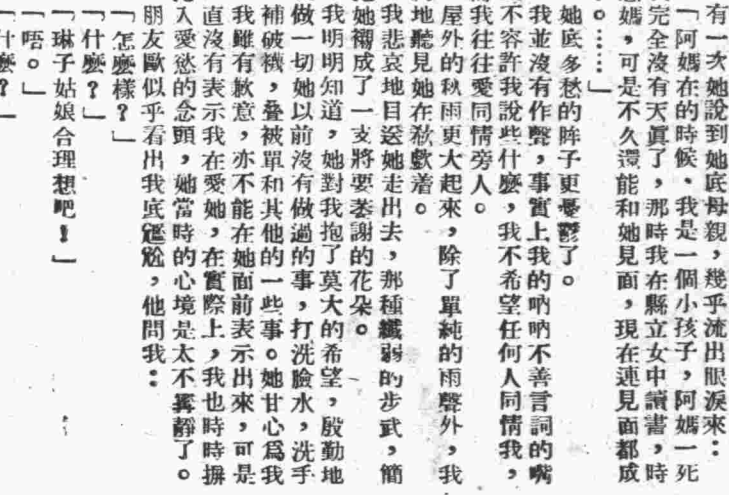 有一次她說到她底母親，幾乎流出眼淚來：
「阿媽在的時候、我是一個小孩子，阿媽一死
完全沒有天眞了，那時我在縣立女中讀書，時
媽，可是不久還能和她見面，現在連見面都成
。……」
她底多愁的眸子更憂鬱了。
我並沒有作聲，事實上我的吶吶不善言詞的嘴
不容許我說些什麼，我不希望任何人同情我，
我往往愛同情旁人。
屋外的秋雨更大起來，除了單純的雨聲外，我
地聽見她在欷歔着。
我悲哀地目送她走出去，那種纖弱的步武，簡
她襯成了一支將要萎謝的花朵。
我明明知道，她對我抱了莫大的希望，殷勤地
做一切她以前沒有做過的事，打洗臉水，洗手
補破襪，疊被單和其他的一些事。她甘心爲我
我雖有歉意，亦不能在她面前表示出來，可是
直沒有表示我在愛她，在實際上，我也時時摒
入愛慾的念頭，她當時的心境是太不寗靜了。
朋友歐似乎看出我底尷尬，他問我：
「怎麼樣？」
「什麼？」
「琳子姑娘合理想吧！」
「唔。」
「什麼？」